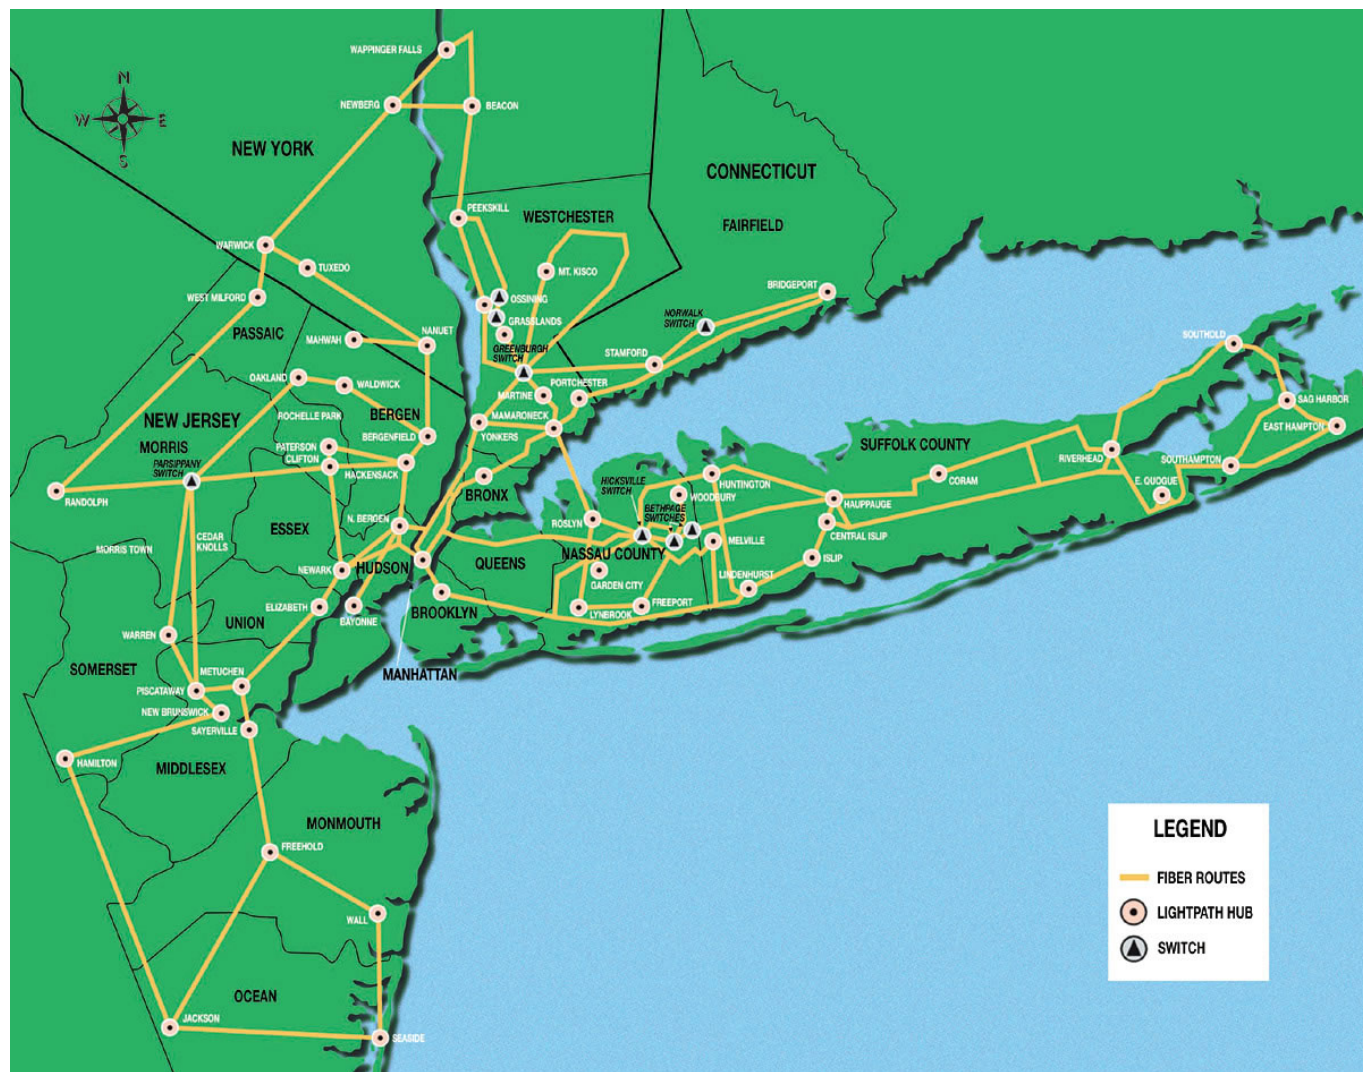 WAPPINGER FALLS
N
NEWBERG
BEACON
W
E
S
NEW YORK
CONNECTICUT
PEEKSKILL
WESTCHESTER
FAIRFIELD
WARWICK
TUXEDO
MT. KISCO
BRIDGEPORT
WEST MILFORD
OSSINING
NORWALK
SWITCH
GRASSLANDS
PASSAIC
MAHWAH
NANUET
GREENBURGH
SWITCH
SOUTHOLD
STAMFORD
OAKLAND
WALDWICK
PORTCHESTER
MARTINE
SAG HARBOR
NEW JERSEY
ROCHELLE PARK
BERGEN
MAMARONECK
EAST HAMPTON
MORRIS
BERGENFIELD
YONKERS
SUFFOLK COUNTY
PATERSON
CLIFTON
RIVERHEAD
SOUTHAMPTON
PARSIPPANY
SWITCH
HACKENSACK
HICKSVILLE
SWITCH
HUNTINGTON
CORAM
E. QUOGUE
RANDOLPH
BRONX
WOODBURY
HAUPPAUGE
BETHPAGE
SWITCHES
N. BERGEN
ROSLYN
ESSEX
CEDAR
KNOLLS
CENTRAL ISLIP
MORRIS TOWN
NASSAU COUNTY
MELVILLE
ISLIP
QUEENS
HUDSON
NEWARK
GARDEN CITY
LINDENHURST
ELIZABETH
BAYONNE
BROOKLYN
LYNBROOK
FREEPORT
UNION
WARREN
SOMERSET
METUCHEN
MANHATTAN
PISCATAWAY
NEW BRUNSWICK
SAYERVILLE
HAMILTON
MIDDLESEX
MONMOUTH
LEGEND
FREEHOLD
FIBER ROUTES
LIGHTPATH HUB
WALL
SWITCH
OCEAN
JACKSON
SEASIDE